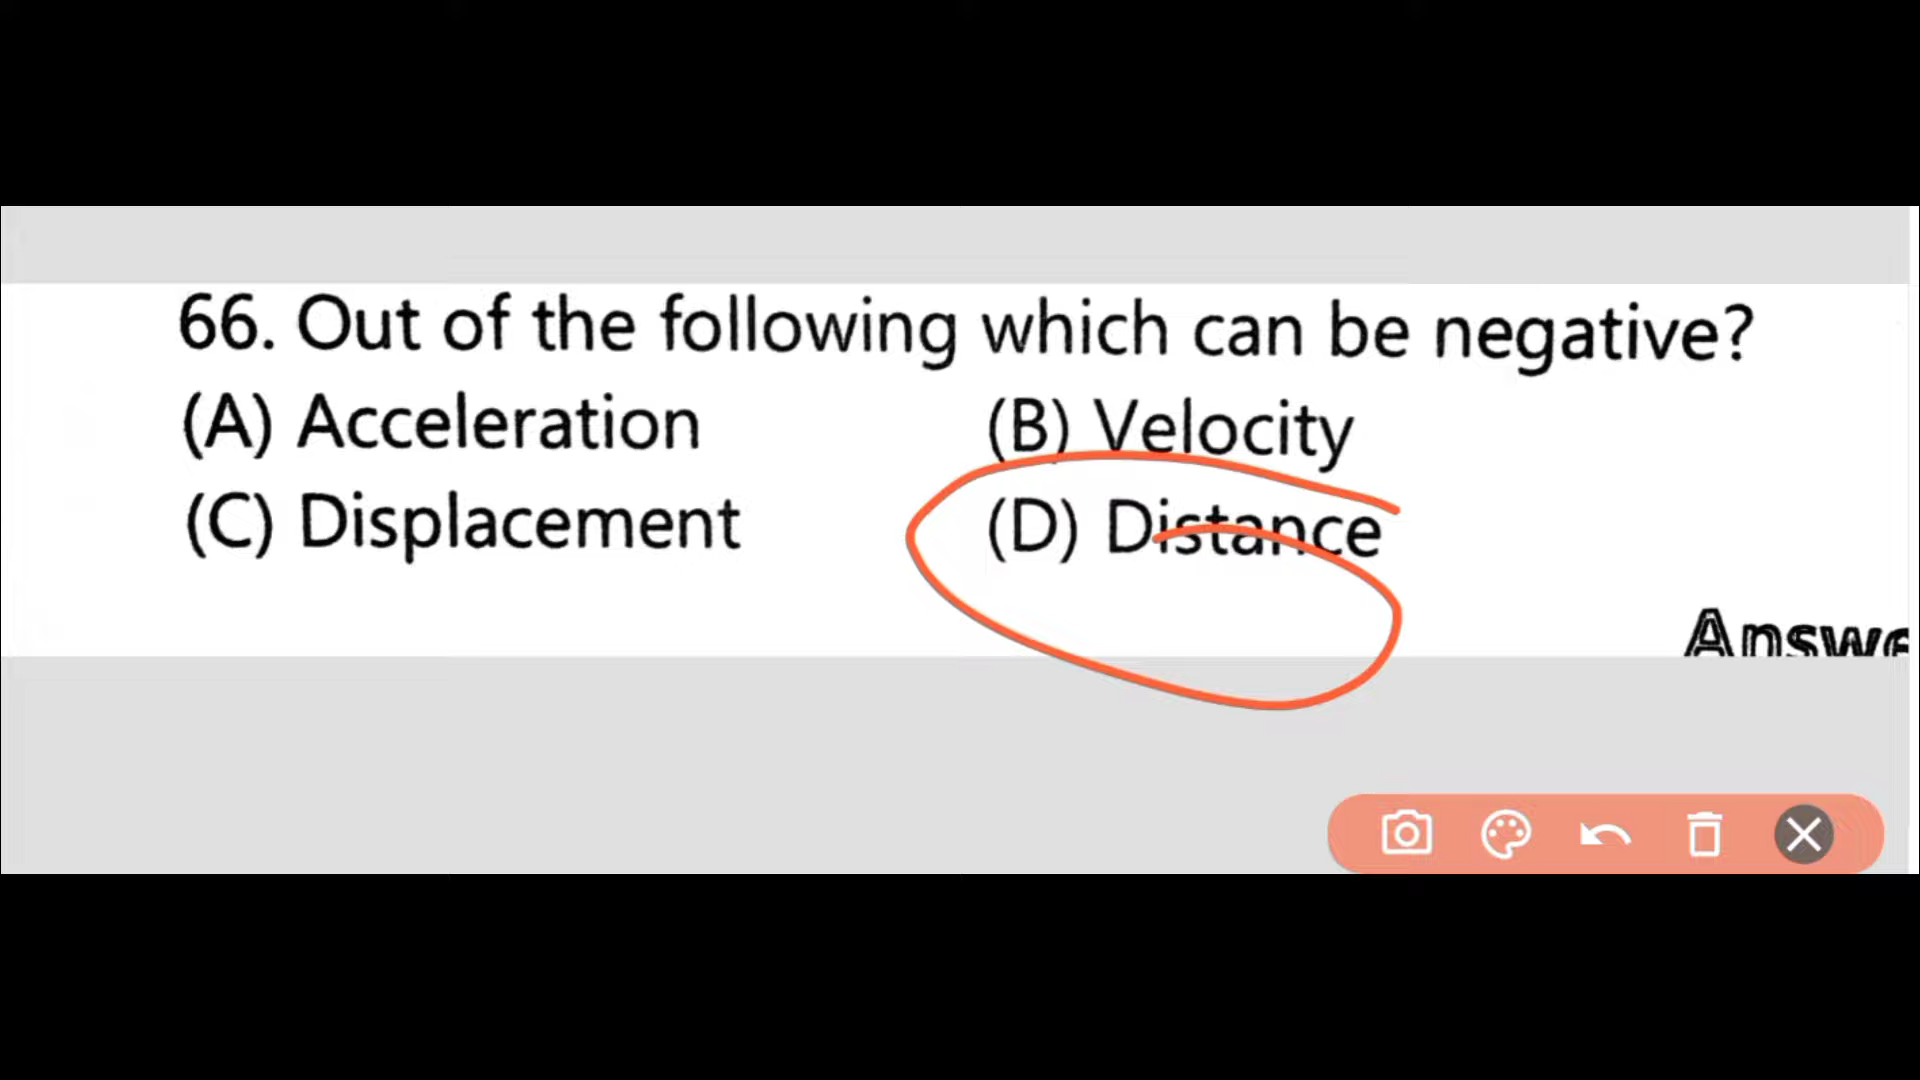 66. Out of the following which can be negative?
(A) Acceleration (B) Velocity
(C) Displacement (D) Distance